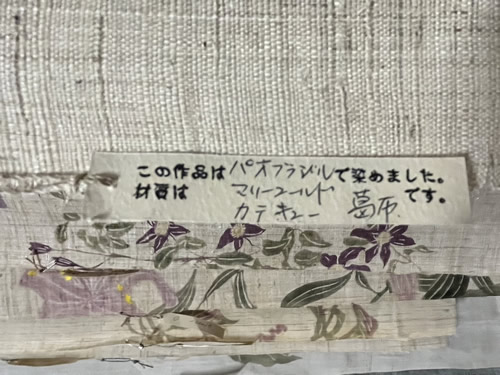 この作品はパオブラジルで染めました。
材質は マリーゴールド
カテキュー 葛布 です。